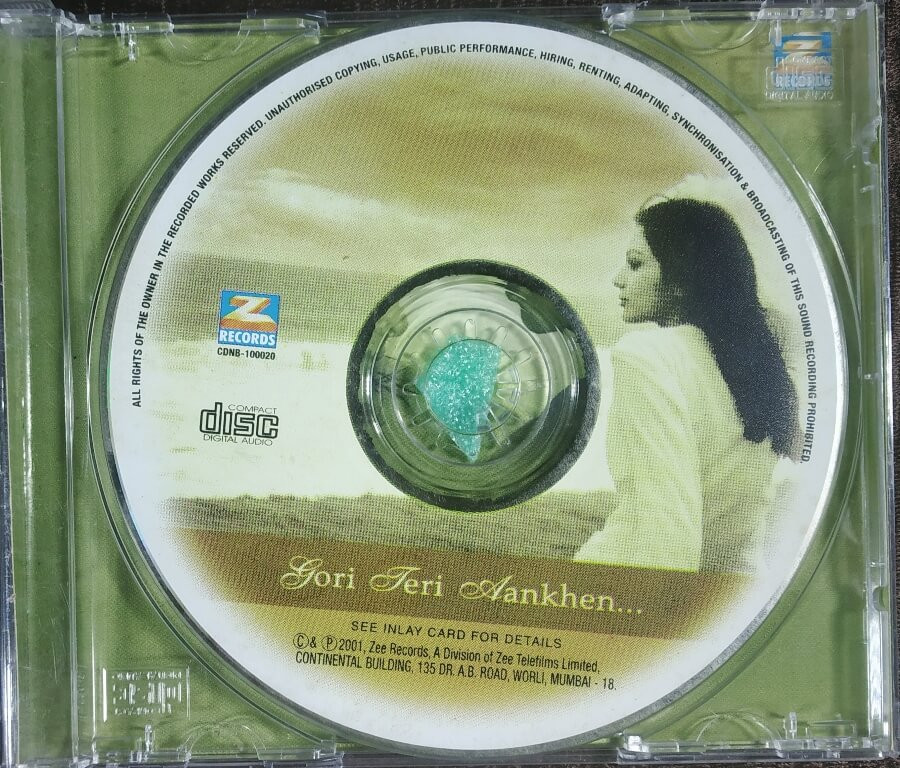 ALL RIGHTS OF THE OWNER IN THE RECORDED WORKS RESERVED. UNAUTHORISED COPYING, USAGE, PUBLIC PERFORMANCE, HIRING, RENTING, ADAPTING, SYNCHRONISATION & BROADCASTING OF THIS SOUND RECORDING PROHIBITED.
Z
RECORDS
DIGITAL AUDIO
Z
RECORDS
CDNB-100020
COMPACT
disc
DIGITAL AUDIO
Gori Teri Aankhen...
SEE INLAY CARD FOR DETAILS
© & ℗ 2001, Zee Records, A Division of Zee Telefilms Limited,
CONTINENTAL BUILDING, 135 DR. A.B. ROAD, WORLI, MUMBAI - 18.